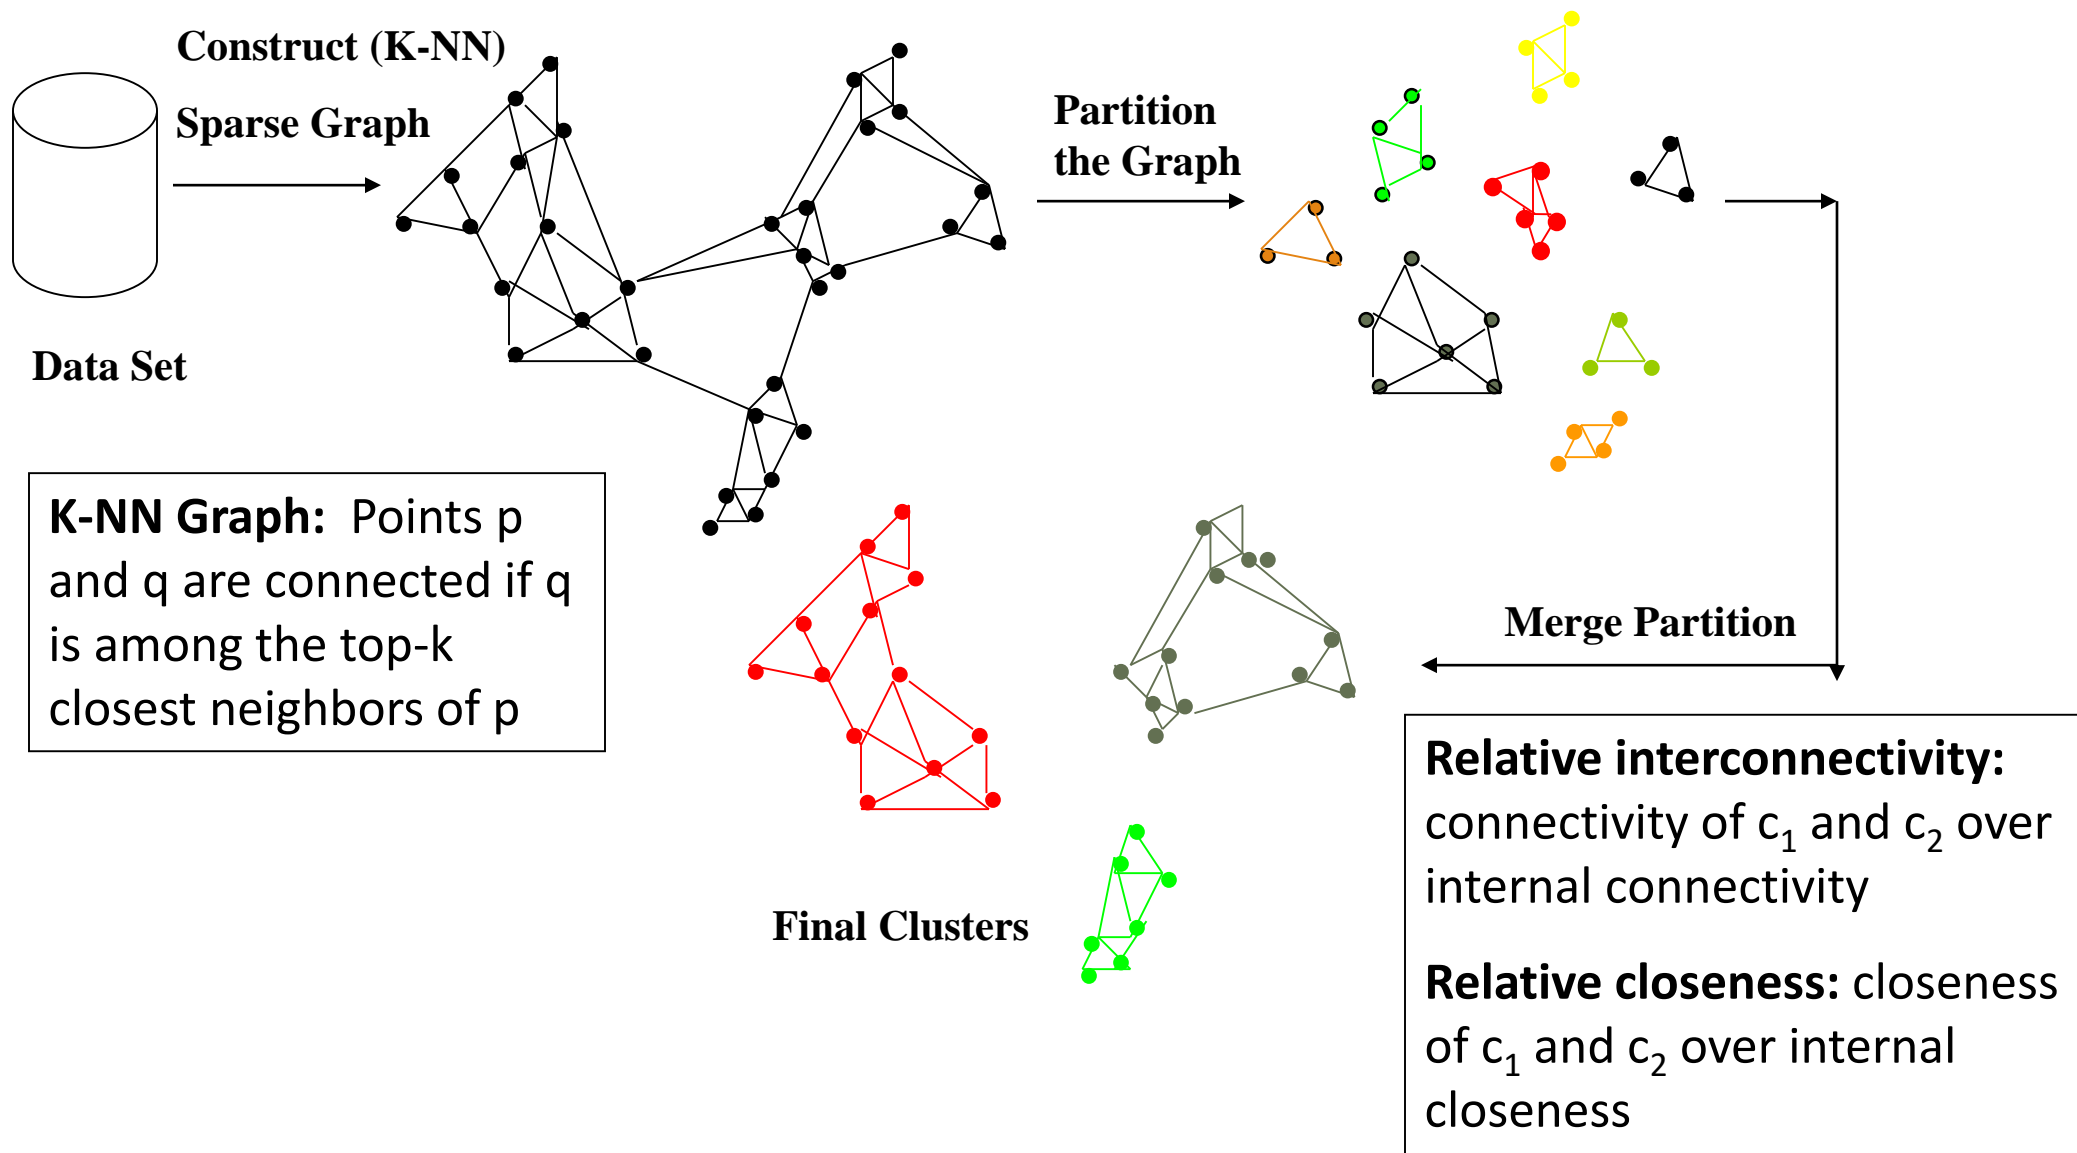 Construct (K-NN)
Sparse Graph
Data Set
Partition
the Graph
K-NN Graph: Points p
and q are connected if q
is among the top-k
closest neighbors of p
Merge Partition
Final Clusters
Relative interconnectivity:
connectivity of c₁ and c₂ over
internal connectivity
Relative closeness: closeness
of c₁ and c₂ over internal
closeness